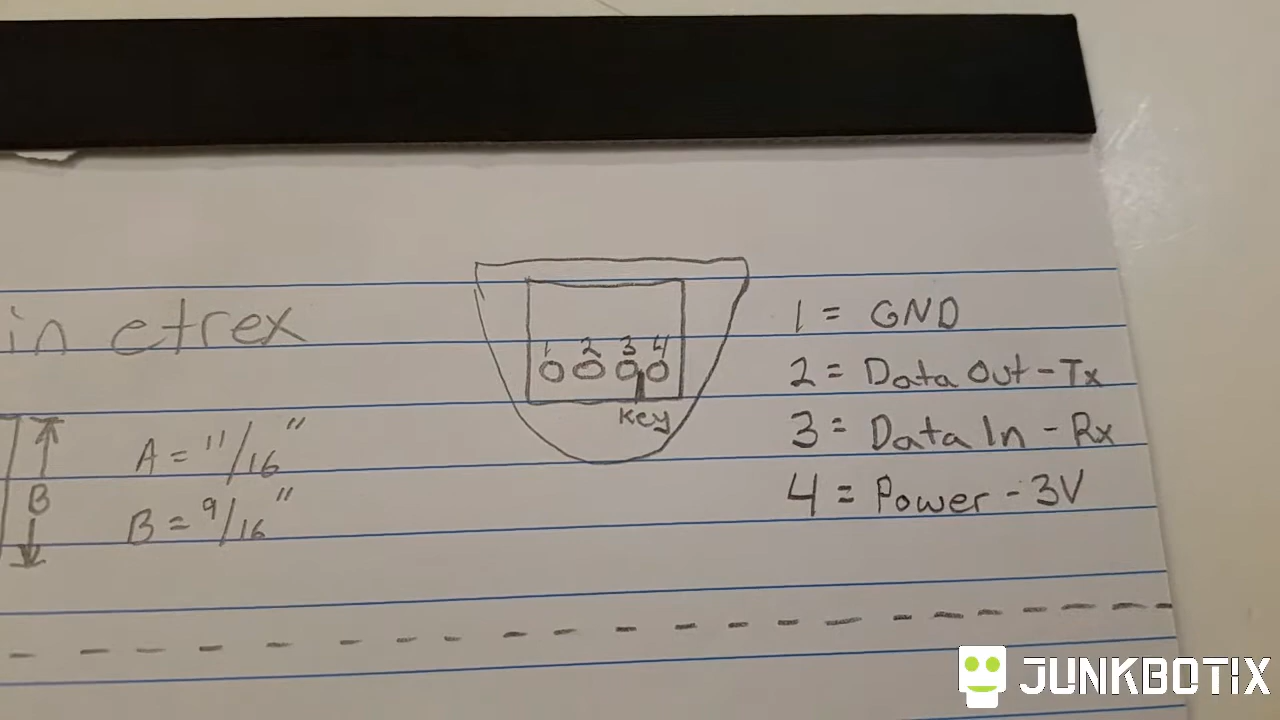 in etrex
1 2 3 4
Key
1 = GND
2 = Data Out - Tx
3 = Data In - Rx
4 = Power - 3V
A = 11/16"
B
B = 9/16"
JUNKBOTIX